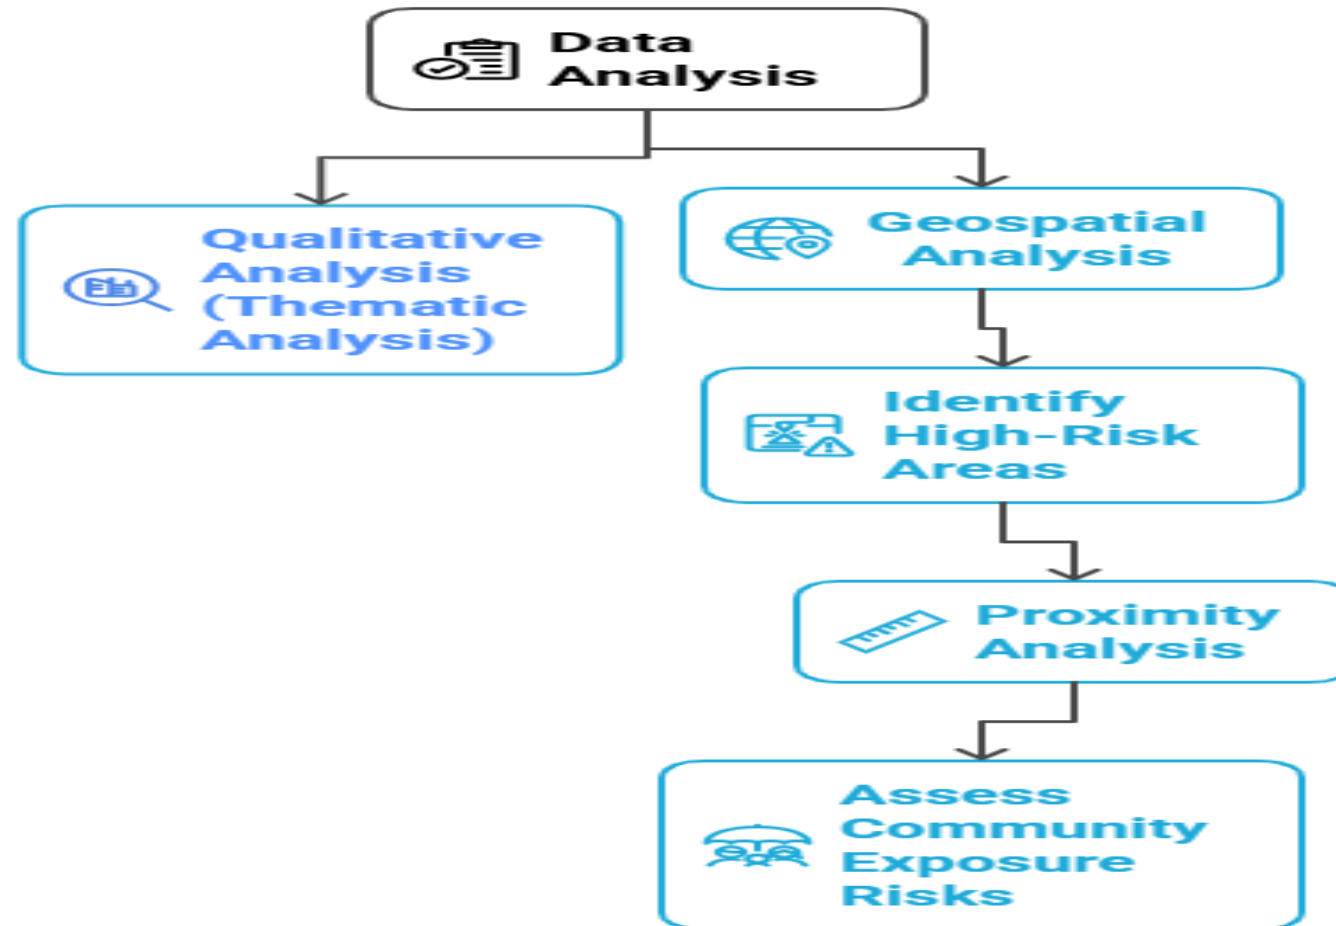 Data
Analysis
Qualitative
Analysis
(Thematic
Analysis)
Geospatial
Analysis
Identify
High-Risk
Areas
Proximity
Analysis
Assess
Community
Exposure
Risks